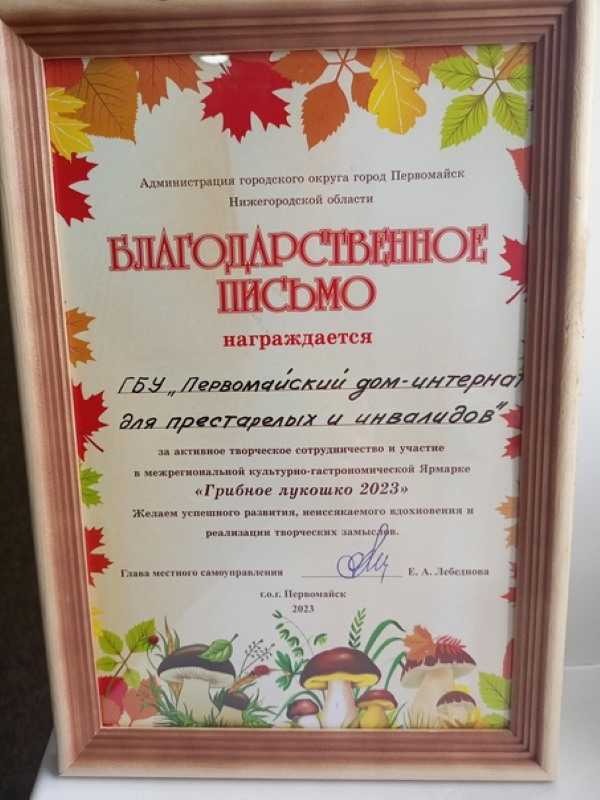 Администрация городского округа город Первомайск
Нижегородской области
БЛАГОДАРСТВЕННОЕ
ПИСЬМО
награждается
ГБУ „Первомайский дом-интернат
для престарелых и инвалидов"
за активное творческое сотрудничество и участие
в межрегиональной культурно-гастрономической Ярмарке
«Грибное лукошко 2023»
Желаем успешного развития, неиссякаемого вдохновения и
реализации творческих замыслов.
Глава местного самоуправления Е. А. Лебеднова
г.о.г. Первомайск
2023